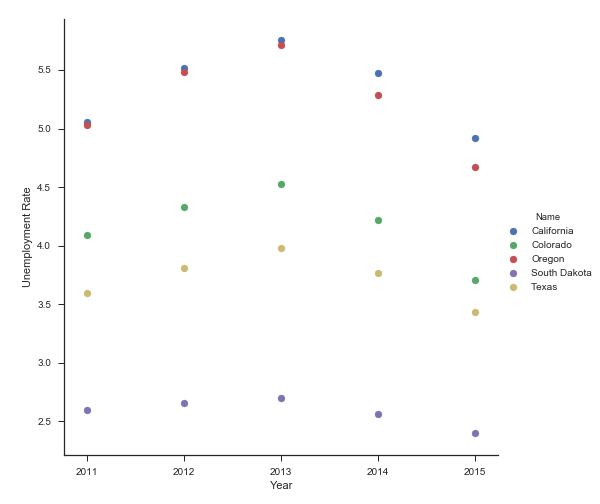 5.5
5.0
4.5
4.0
3.5
3.0
2.5
Unemployment Rate
2011 2012 2013 2014 2015
Year
Name
California
Colorado
Oregon
South Dakota
Texas